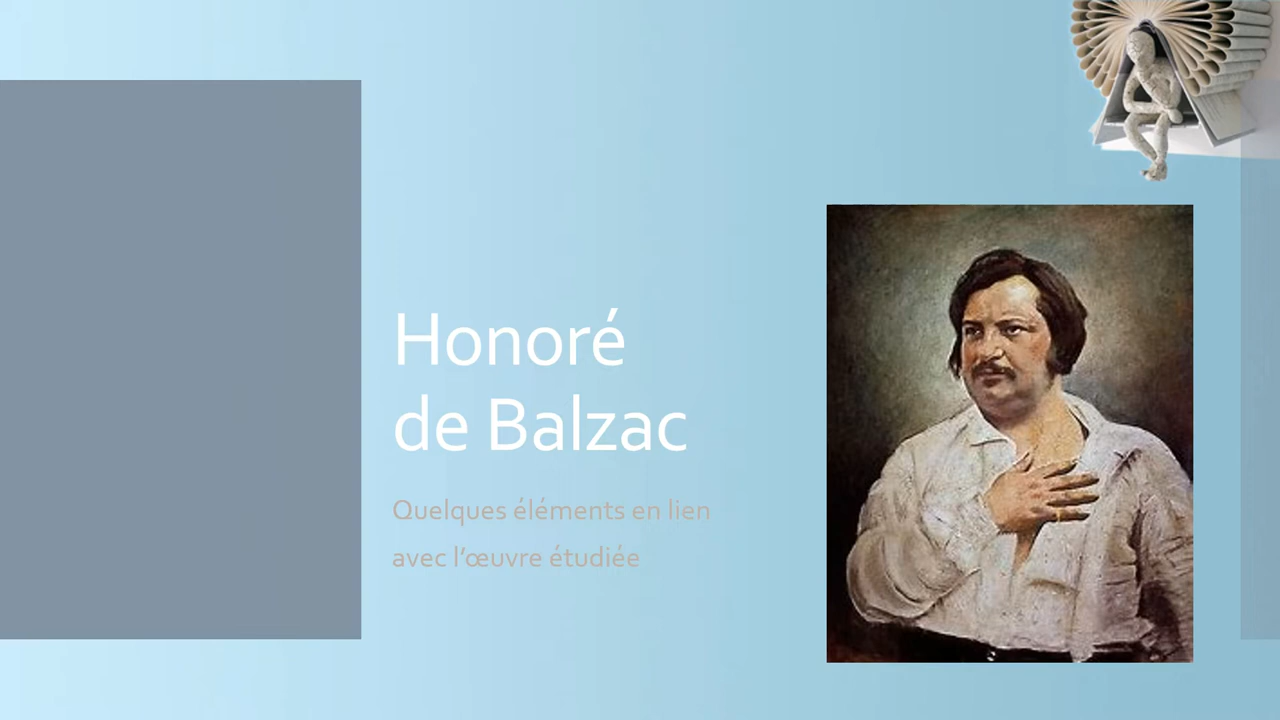 Honoré
de Balzac
Quelques éléments en lien
avec l’œuvre étudiée